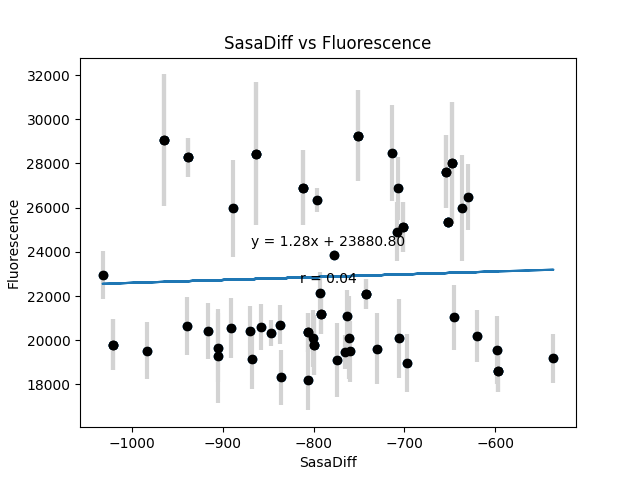 SasaDiff vs Fluorescence
32000
30000
28000
26000
24000
22000
20000
18000
Fluorescence
y = 1.28x + 23880.80
r = 0.04
−1000 −900 −800 −700 −600
SasaDiff